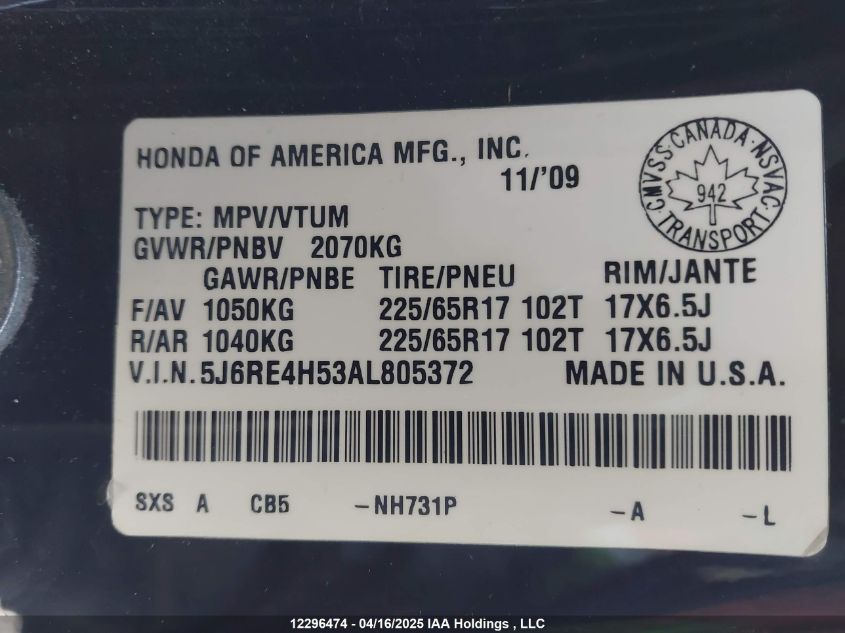 HONDA OF AMERICA MFG., INC.
11/'09
CMVSS · CANADA · NSVAC
942
TRANSPORT
TYPE: MPV/VTUM
GVWR/PNBV 2070KG
GAWR/PNBE TIRE/PNEU RIM/JANTE
F/AV 1050KG 225/65R17 102T 17X6.5J
R/AR 1040KG 225/65R17 102T 17X6.5J
V.I.N. 5J6RE4H53AL805372 MADE IN U.S.A.
SXS A CB5 -NH731P -A -L
12296474 - 04/16/2025 IAA Holdings , LLC